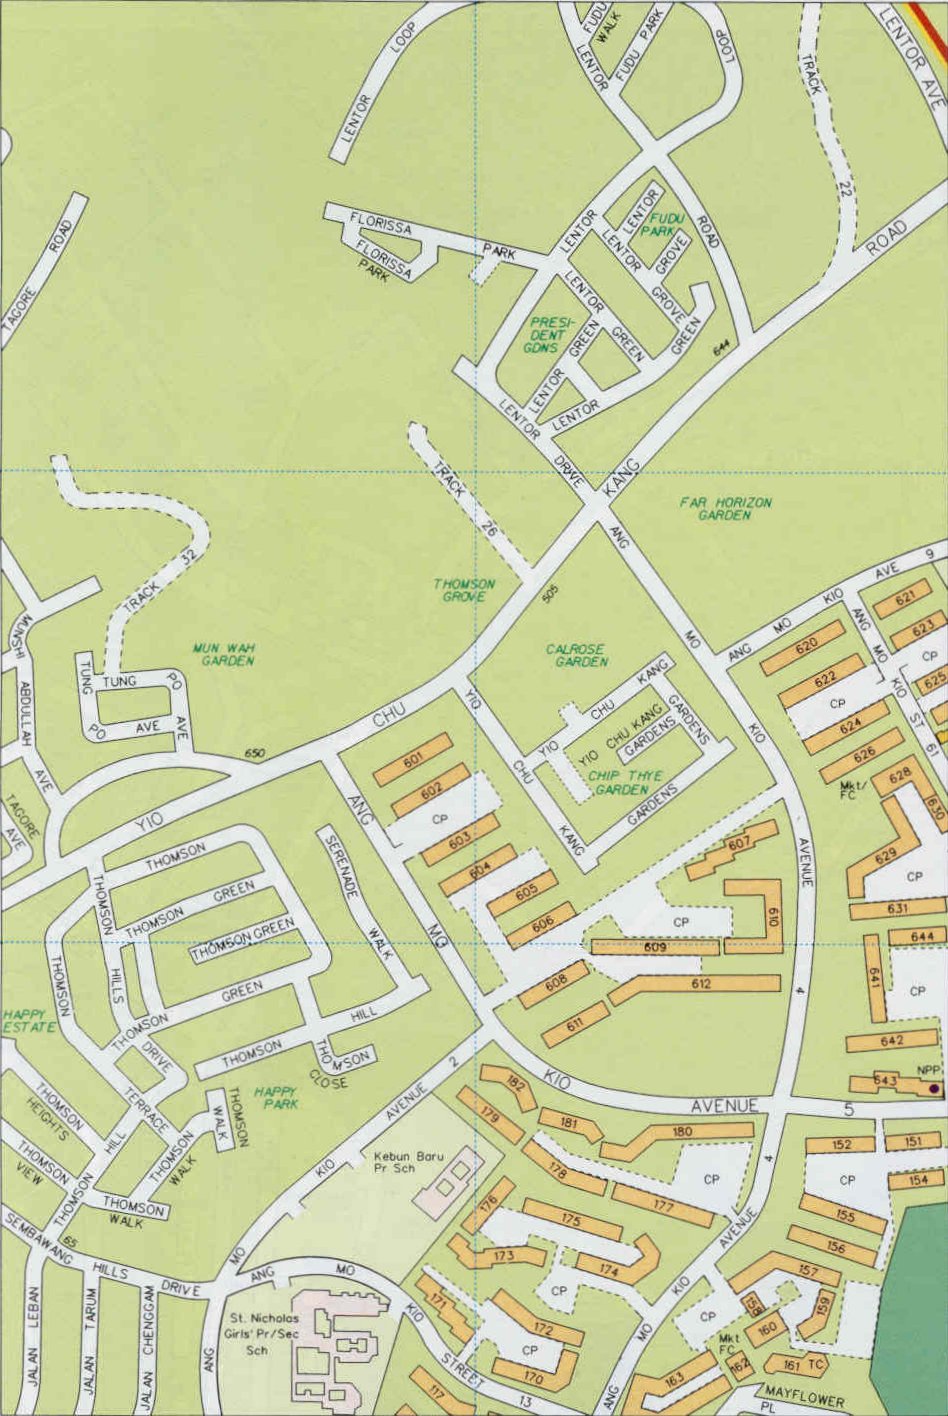 LENTOR LOOP
FUDU WALK
FUDU PARK
LENTOR
LOOP
TRACK 22
LENTOR AVE
TAGORE ROAD
FLORISSA PARK
FLORISSA
PARK
LENTOR
LENTOR
FUDU
PARK
LENTOR GROVE
GROVE
ROAD
ROAD
LENTOR GREEN
PRESI-
DENT
GDNS
LENTOR GREEN
LENTOR GREEN
644
LENTOR DRIVE
KANG
TRACK 26
FAR HORIZON
GARDEN
TRACK 32
THOMSON
GROVE
505
ANG MO KIO AVENUE 4
ANG MO KIO AVE 9
621
620
623
ANG MO KIO ST 61
CP
622
625
CP
624
626
Mkt/
FC
628
630
629
CP
631
644
641
CP
642
643
NPP
MUNSHI
ABDULLAH
AVE
MUN WAH
GARDEN
TUNG
TUNG PO
PO AVE
AVE
CALROSE
GARDEN
YIO CHU KANG
YIO CHU KANG
GARDENS
GARDENS
CHIP THYE
GARDEN
GARDENS
YIO CHU KANG
CHU
650
YIO
TAGORE
AVE
ANG MO KIO AVENUE 5
601
602
CP
603
604
605
606
607
CP
610
609
608
612
611
SERENADE WALK
THOMSON
THOMSON GREEN
THOMSON GREEN
THOMSON HILLS DRIVE
THOMSON GREEN
THOMSON TERRACE
THOMSON HILL
THOMSON
CLOSE
HAPPY
ESTATE
HAPPY
PARK
THOMSON
HEIGHTS
THOMSON
VIEW
THOMSON HILL
THOMSON
WALK
THOMSON
WALK
THOMSON
WALK
65
SEMBAWANG HILLS DRIVE
JALAN LEBAN
JALAN TARUM
JALAN CHENGGAM
ANG MO KIO AVENUE 2
Kebun Baru
Pr Sch
ANG
ANG MO KIO STREET 13
St. Nicholas
Girls' Pr/Sec
Sch
182
179
181
180
178
CP
177
176
175
173
174
CP
171
172
CP
170
117
152
151
CP
154
155
156
157
158
159
CP
160
Mkt
FC
162
161 TC
163
4
ANG MO KIO AVENUE
MAYFLOWER
PL